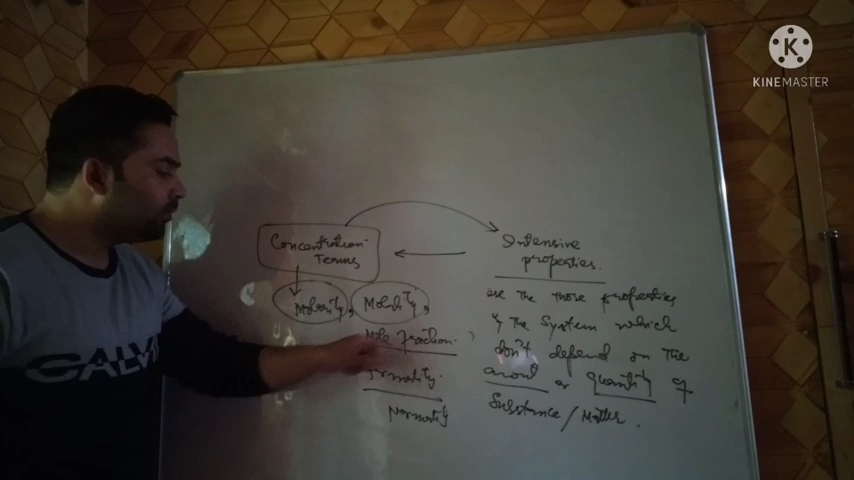 K
KINEMASTER
Concentration
Terms
Intensive
properties.
Molarity, Molality,
Mole fraction.
Formality.
Normality
are the those properties
of the System which
don't depend on the
or Quantity of
Substance/Matter.
CALVIN